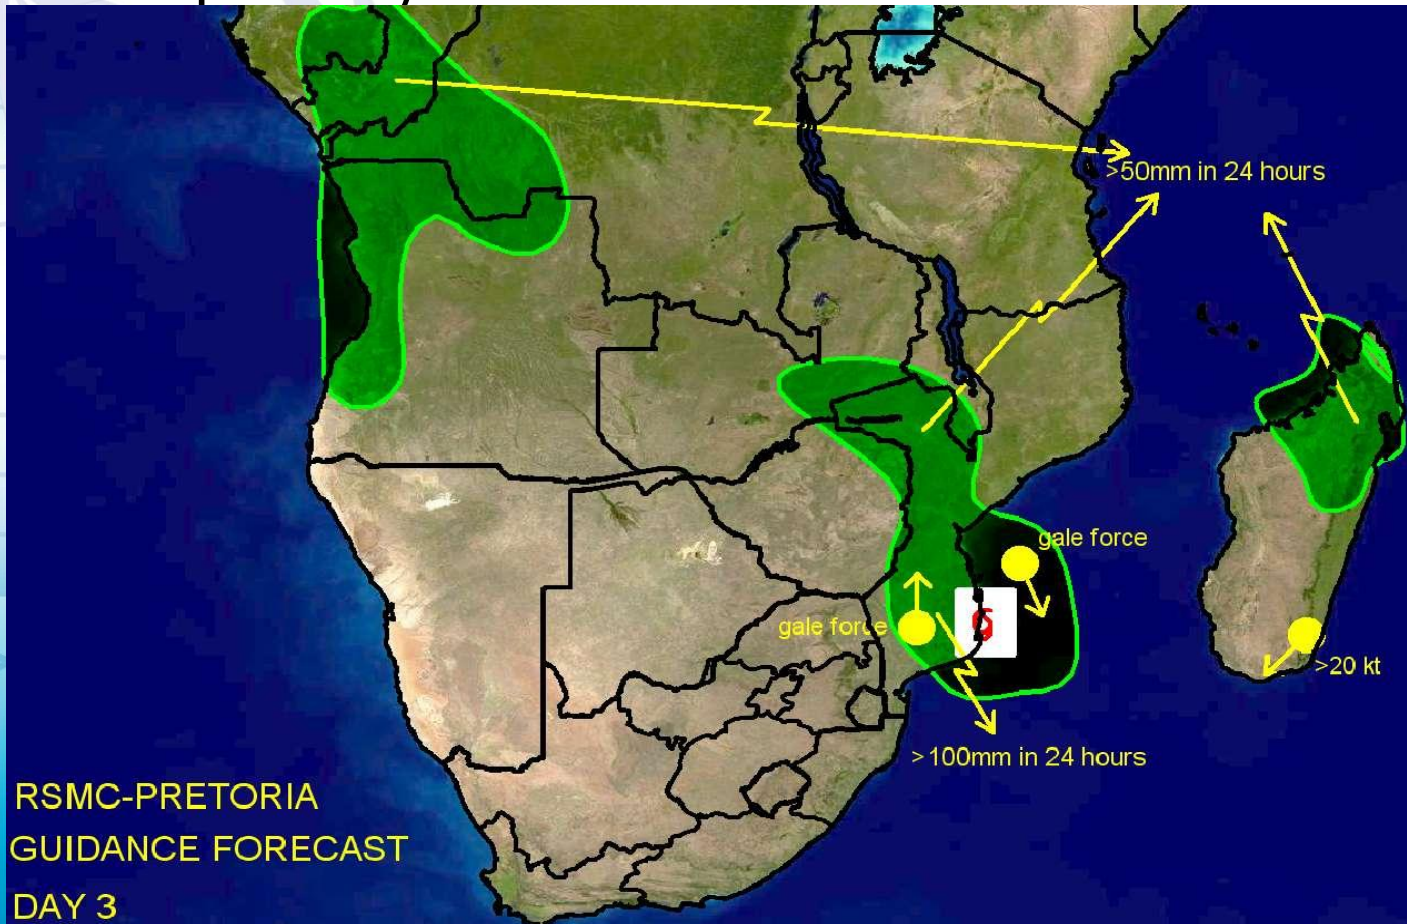 >50mm in 24 hours
gale force
gale force
>20 kt
>100mm in 24 hours
RSMC-PRETORIA
GUIDANCE FORECAST
DAY 3